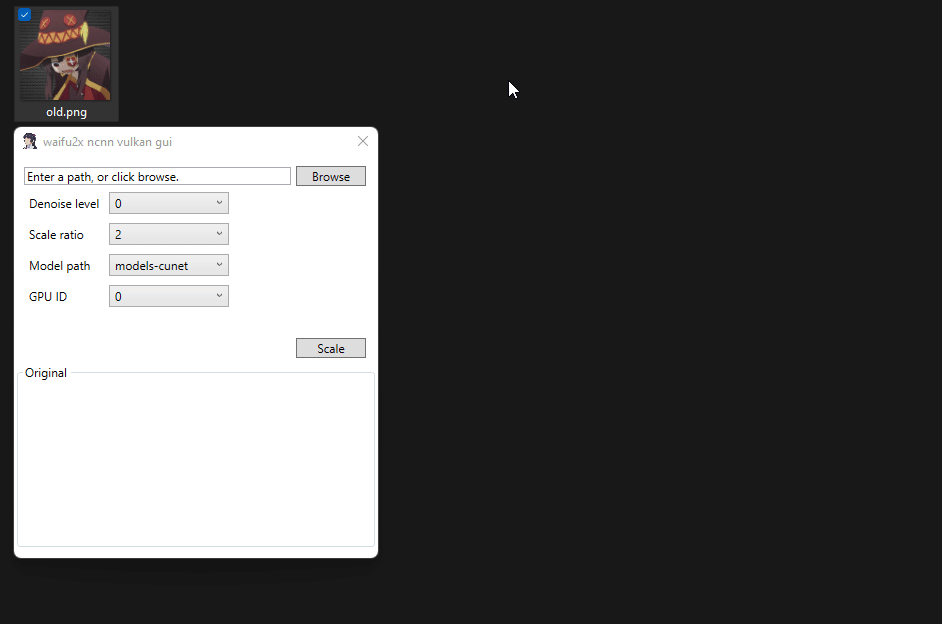 old.png
waifu2x ncnn vulkan gui
Enter a path, or click browse.
Browse
Denoise level
0
Scale ratio
2
Model path
models-cunet
GPU ID
0
Scale
Original